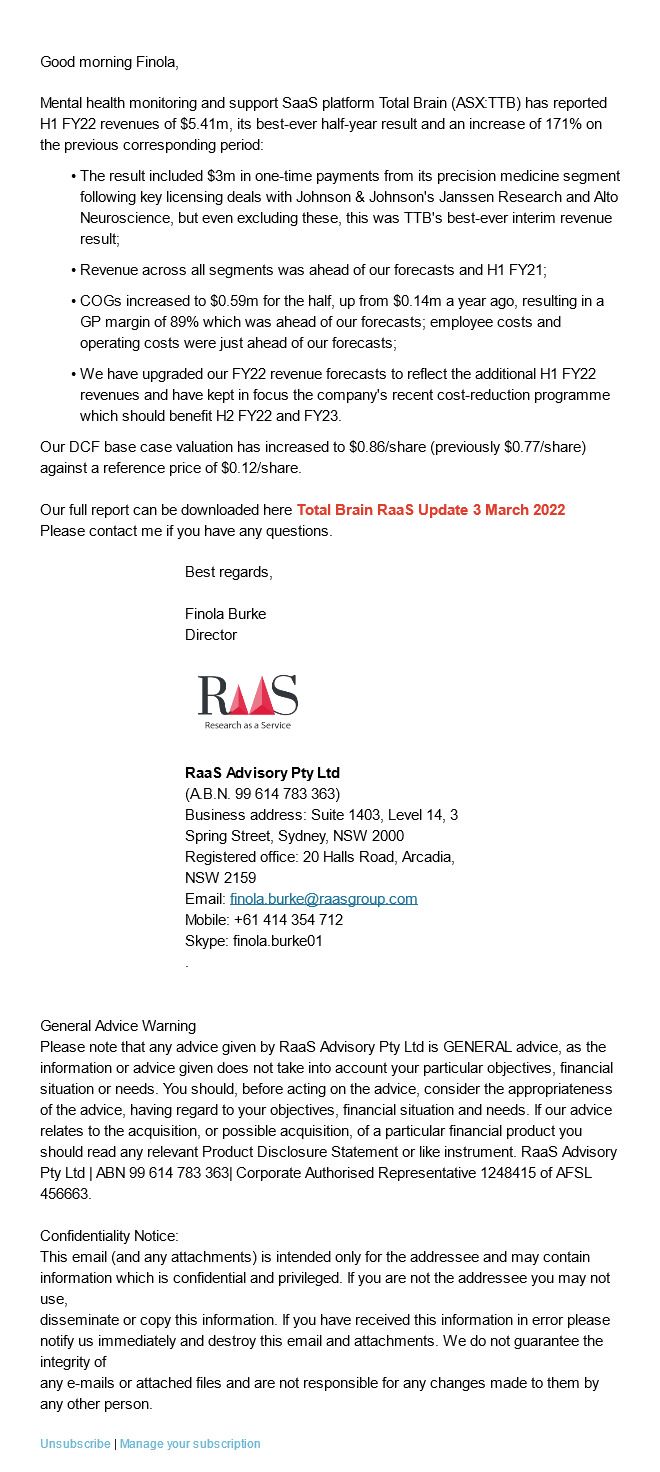 Good morning Finola,
Mental health monitoring and support SaaS platform Total Brain (ASX:TTB) has reported
H1 FY22 revenues of $5.41m, its best-ever half-year result and an increase of 171% on
the previous corresponding period:
• The result included $3m in one-time payments from its precision medicine segment
following key licensing deals with Johnson & Johnson's Janssen Research and Alto
Neuroscience, but even excluding these, this was TTB's best-ever interim revenue
result;
• Revenue across all segments was ahead of our forecasts and H1 FY21;
• COGs increased to $0.59m for the half, up from $0.14m a year ago, resulting in a
GP margin of 89% which was ahead of our forecasts; employee costs and
operating costs were just ahead of our forecasts;
• We have upgraded our FY22 revenue forecasts to reflect the additional H1 FY22
revenues and have kept in focus the company's recent cost-reduction programme
which should benefit H2 FY22 and FY23.
Our DCF base case valuation has increased to $0.86/share (previously $0.77/share)
against a reference price of $0.12/share.
Our full report can be downloaded here Total Brain RaaS Update 3 March 2022
Please contact me if you have any questions.
Best regards,
Finola Burke
Director
RaaS
Research as a Service
RaaS Advisory Pty Ltd
(A.B.N. 99 614 783 363)
Business address: Suite 1403, Level 14, 3
Spring Street, Sydney, NSW 2000
Registered office: 20 Halls Road, Arcadia,
NSW 2159
Email: finola.burke@raasgroup.com
Mobile: +61 414 354 712
Skype: finola.burke01
.
General Advice Warning
Please note that any advice given by RaaS Advisory Pty Ltd is GENERAL advice, as the
information or advice given does not take into account your particular objectives, financial
situation or needs. You should, before acting on the advice, consider the appropriateness
of the advice, having regard to your objectives, financial situation and needs. If our advice
relates to the acquisition, or possible acquisition, of a particular financial product you
should read any relevant Product Disclosure Statement or like instrument. RaaS Advisory
Pty Ltd | ABN 99 614 783 363| Corporate Authorised Representative 1248415 of AFSL
456663.
Confidentiality Notice:
This email (and any attachments) is intended only for the addressee and may contain
information which is confidential and privileged. If you are not the addressee you may not
use,
disseminate or copy this information. If you have received this information in error please
notify us immediately and destroy this email and attachments. We do not guarantee the
integrity of
any e-mails or attached files and are not responsible for any changes made to them by
any other person.
Unsubscribe | Manage your subscription